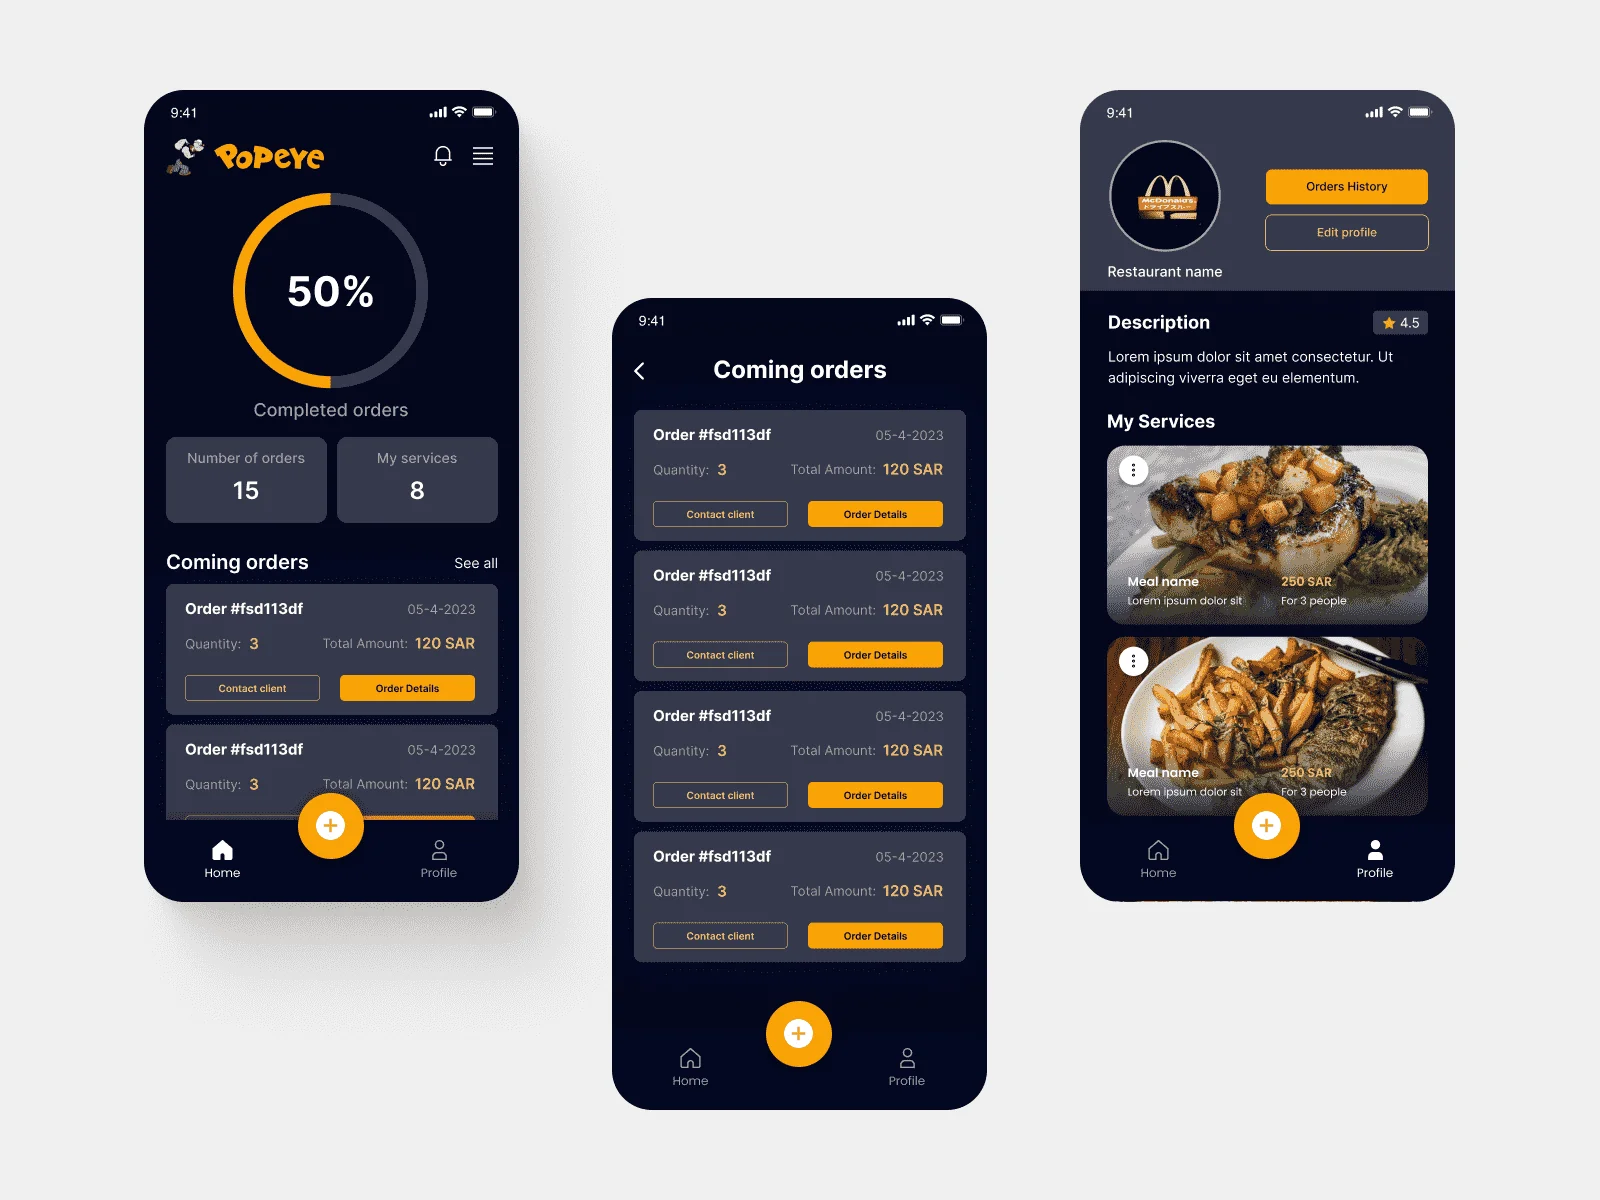 9:41
POPEYE
50%
Completed orders
Number of orders
15
My services
8
Coming orders
See all
Order #fsd113df
05-4-2023
Quantity: 3
Total Amount: 120 SAR
Contact client
Order Details
Order #fsd113df
05-4-2023
Quantity: 3
Total Amount: 120 SAR
Home
Profile
9:41
Coming orders
Order #fsd113df
05-4-2023
Quantity: 3
Total Amount: 120 SAR
Contact client
Order Details
Order #fsd113df
05-4-2023
Quantity: 3
Total Amount: 120 SAR
Contact client
Order Details
Order #fsd113df
05-4-2023
Quantity: 3
Total Amount: 120 SAR
Contact client
Order Details
Order #fsd113df
05-4-2023
Quantity: 3
Total Amount: 120 SAR
Contact client
Order Details
Home
Profile
9:41
McDonald's
ドライブスルー
Orders History
Edit profile
Restaurant name
Description
4.5
Lorem ipsum dolor sit amet consectetur. Ut
adipiscing viverra eget eu elementum.
My Services
Meal name
250 SAR
Lorem ipsum dolor sit
For 3 people
Meal name
250 SAR
Lorem ipsum dolor sit
For 3 people
Home
Profile